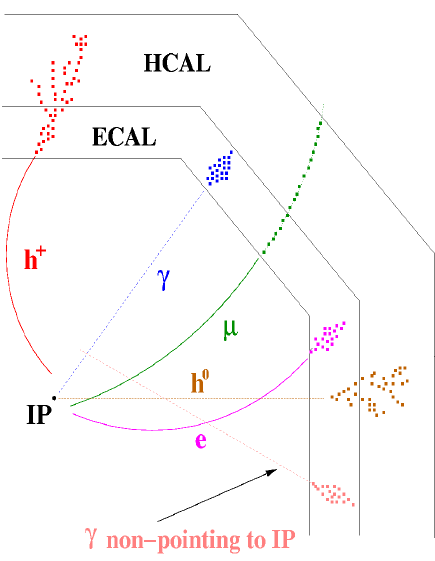 HCAL
ECAL
h⁺
γ
μ
h⁰
IP
e
γ non-pointing to IP